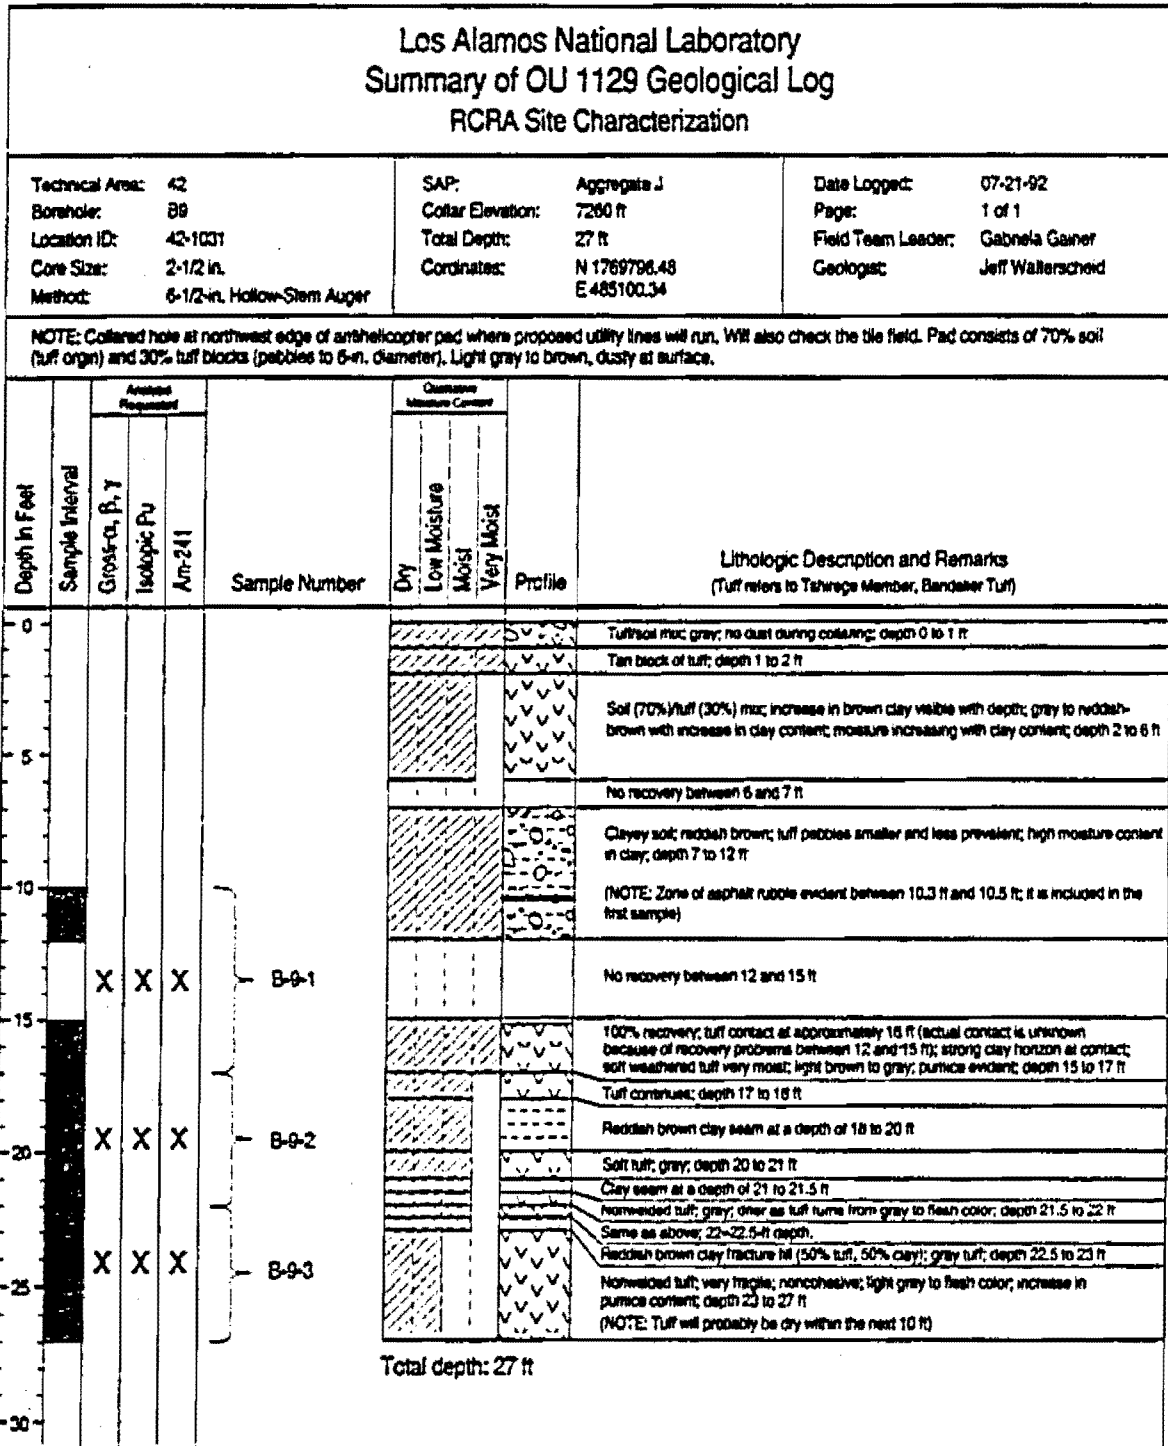 Los Alamos National Laboratory
Summary of OU 1129 Geological Log
RCRA Site Characterization
Technical Area: 42
Borehole: B9
Location ID: 42-1031
Core Size: 2-1/2 in.
Method: 6-1/2-in. Hollow-Stem Auger
SAP: Aggregate J
Collar Elevation: 7260 ft
Total Depth: 27 ft
Cordinates: N 1769796.48
E 485100.34
Date Logged: 07-21-92
Page: 1 of 1
Field Team Leader: Gabriela Gainer
Geologist: Jeff Walterscheid
NOTE: Collared hole at northwest edge of antihelicopter pad where proposed utility lines will run. Will also check the tile field. Pad consists of 70% soil
(tuff orgin) and 30% tuff blocks (pebbles to 6-in. diameter). Light gray to brown, dusty at surface.
Depth in Feet
Sample Interval
Analysis
Requested
Gross-α, β, γ
Isotopic Pu
Am-241
Sample Number
Qualitative
Moisture Content
Dry
Low Moisture
Moist
Very Moist
Profile
Lithologic Description and Remarks
(Tuff refers to Tshirege Member, Bandelier Tuff)
0
Tuff/soil mix; gray; no dust during collaring; depth 0 to 1 ft
Tan block of tuff; depth 1 to 2 ft
Soil (70%)/tuff (30%) mix; increase in brown clay visible with depth; gray to reddish-
brown with increase in clay content; moisture increasing with clay content; depth 2 to 6 ft
5
No recovery between 6 and 7 ft
Clayey soil; reddish brown; tuff pebbles smaller and less prevalent; high moisture content
in clay; depth 7 to 12 ft
10
(NOTE: Zone of asphalt rubble evident between 10.3 ft and 10.5 ft; it is included in the
first sample)
X X X B-9-1
No recovery between 12 and 15 ft
15
100% recovery; tuff contact at approximately 16 ft (actual contact is unknown
because of recovery problems between 12 and 15 ft); strong clay horizon at contact;
soft weathered tuff very moist; light brown to gray; pumice evident; depth 15 to 17 ft
Tuff continues; depth 17 to 18 ft
X X X B-9-2
Reddish brown clay seam at a depth of 18 to 20 ft
20
Soft tuff; gray; depth 20 to 21 ft
Clay seam at a depth of 21 to 21.5 ft
Nonwelded tuff; gray; drier as tuff turns from gray to flesh color; depth 21.5 to 22 ft
Same as above; 22-22.5-ft depth.
Reddish brown clay fracture fill (50% tuff, 50% clay); gray tuff; depth 22.5 to 23 ft
X X X B-9-3
Nonwelded tuff; very fragile; noncohesive; light gray to flesh color; increase in
pumice content; depth 23 to 27 ft
(NOTE: Tuff will probably be dry within the next 10 ft)
25
Total depth: 27 ft
30